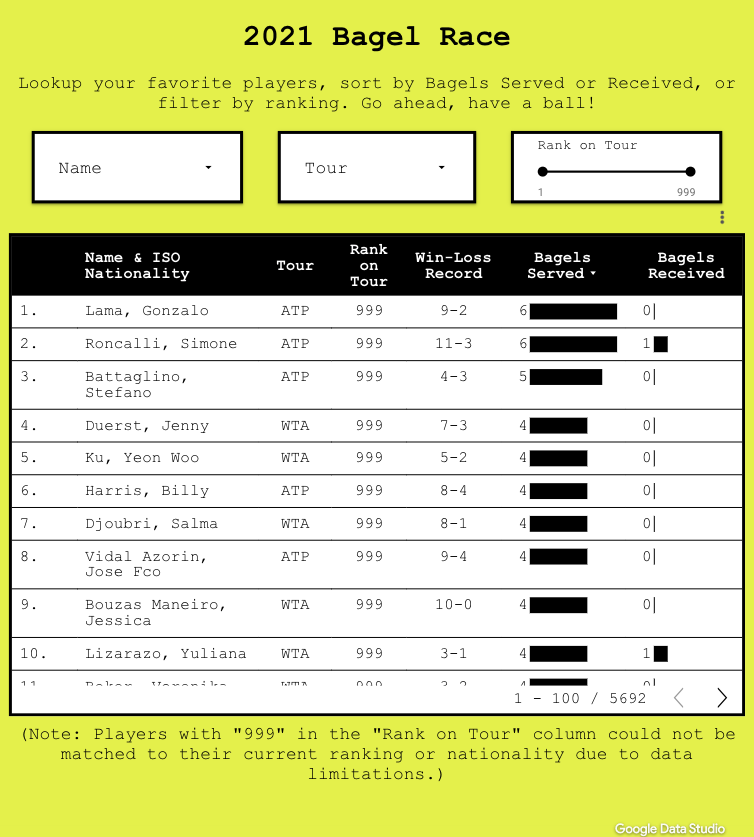 2021 Bagel Race
Lookup your favorite players, sort by Bagels Served or Received, or
filter by ranking. Go ahead, have a ball!
Name
Tour
Rank on Tour
1 999
Name & ISO Nationality Tour Rank on Tour Win-Loss Record Bagels Served Bagels Received
1. Lama, Gonzalo ATP 999 9-2 6 0
2. Roncalli, Simone ATP 999 11-3 6 1
3. Battaglino, ATP 999 4-3 5 0
Stefano
4. Duerst, Jenny WTA 999 7-3 4 0
5. Ku, Yeon Woo WTA 999 5-2 4 0
6. Harris, Billy ATP 999 8-4 4 0
7. Djoubri, Salma WTA 999 8-1 4 0
8. Vidal Azorin, ATP 999 9-4 4 0
Jose Fco
9. Bouzas Maneiro, WTA 999 10-0 4 0
Jessica
10. Lizarazo, Yuliana WTA 999 3-1 4 1
1 - 100 / 5692
(Note: Players with "999" in the "Rank on Tour" column could not be
matched to their current ranking or nationality due to data
limitations.)
Google Data Studio